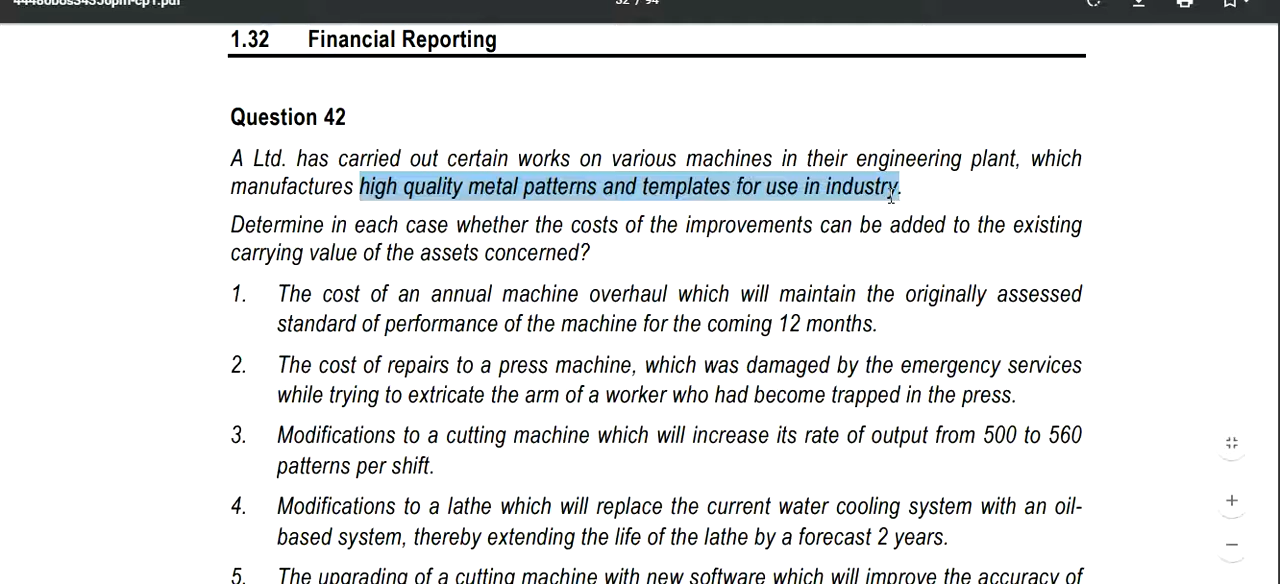 44480bos34356pm-cp1.pdf
32 / 94
1.32 Financial Reporting
Question 42
A Ltd. has carried out certain works on various machines in their engineering plant, which
manufactures high quality metal patterns and templates for use in industry.
Determine in each case whether the costs of the improvements can be added to the existing
carrying value of the assets concerned?
1. The cost of an annual machine overhaul which will maintain the originally assessed
standard of performance of the machine for the coming 12 months.
2. The cost of repairs to a press machine, which was damaged by the emergency services
while trying to extricate the arm of a worker who had become trapped in the press.
3. Modifications to a cutting machine which will increase its rate of output from 500 to 560
patterns per shift.
4. Modifications to a lathe which will replace the current water cooling system with an oil-
based system, thereby extending the life of the lathe by a forecast 2 years.
5. The upgrading of a cutting machine with new software which will improve the accuracy of